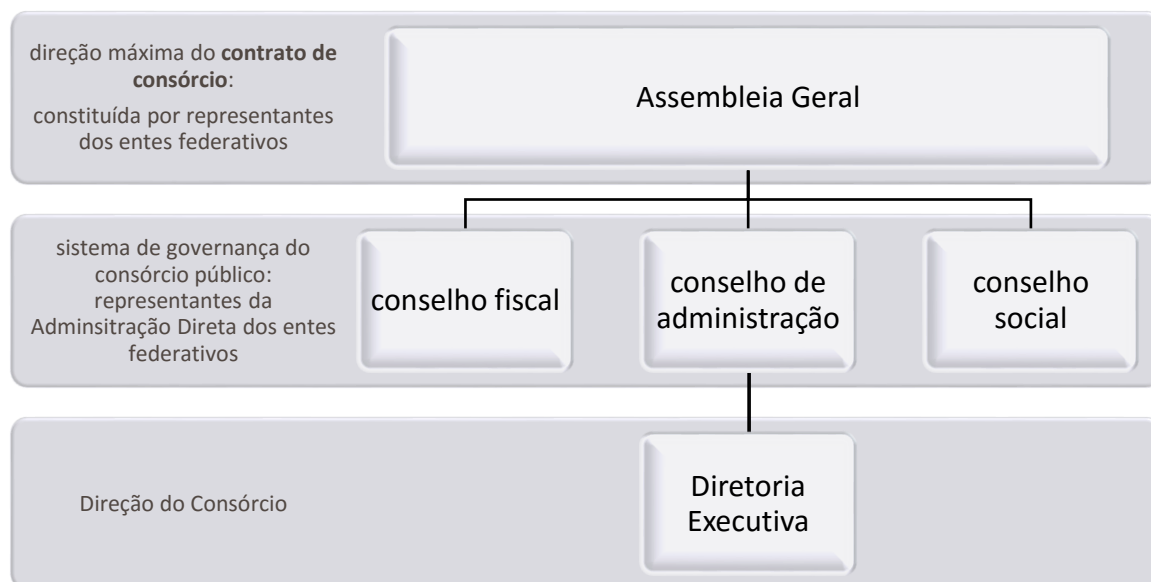 direção máxima do contrato de
consórcio:
constituída por representantes
dos entes federativos
Assembleia Geral
sistema de governança do
consórcio público:
representantes da
Adminsitração Direta dos entes
federativos
conselho fiscal
conselho de
administração
conselho
social
Direção do Consórcio
Diretoria
Executiva